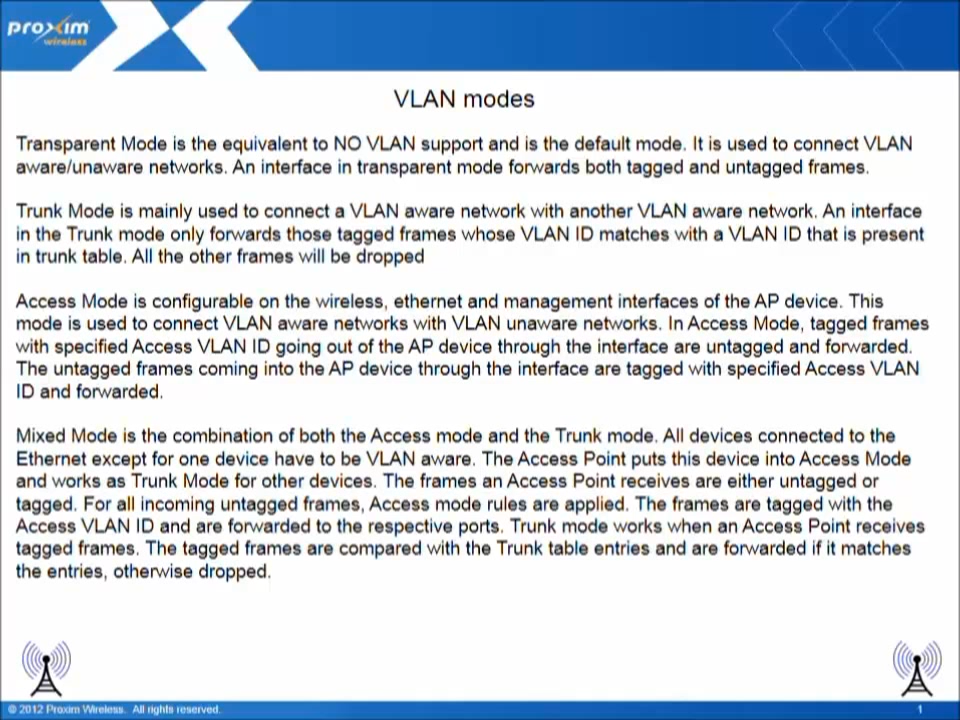 proxim
wireless
VLAN modes
Transparent Mode is the equivalent to NO VLAN support and is the default mode. It is used to connect VLAN
aware/unaware networks. An interface in transparent mode forwards both tagged and untagged frames.
Trunk Mode is mainly used to connect a VLAN aware network with another VLAN aware network. An interface
in the Trunk mode only forwards those tagged frames whose VLAN ID matches with a VLAN ID that is present
in trunk table. All the other frames will be dropped
Access Mode is configurable on the wireless, ethernet and management interfaces of the AP device. This
mode is used to connect VLAN aware networks with VLAN unaware networks. In Access Mode, tagged frames
with specified Access VLAN ID going out of the AP device through the interface are untagged and forwarded.
The untagged frames coming into the AP device through the interface are tagged with specified Access VLAN
ID and forwarded.
Mixed Mode is the combination of both the Access mode and the Trunk mode. All devices connected to the
Ethernet except for one device have to be VLAN aware. The Access Point puts this device into Access Mode
and works as Trunk Mode for other devices. The frames an Access Point receives are either untagged or
tagged. For all incoming untagged frames, Access mode rules are applied. The frames are tagged with the
Access VLAN ID and are forwarded to the respective ports. Trunk mode works when an Access Point receives
tagged frames. The tagged frames are compared with the Trunk table entries and are forwarded if it matches
the entries, otherwise dropped.
© 2012 Proxim Wireless. All rights reserved.
1